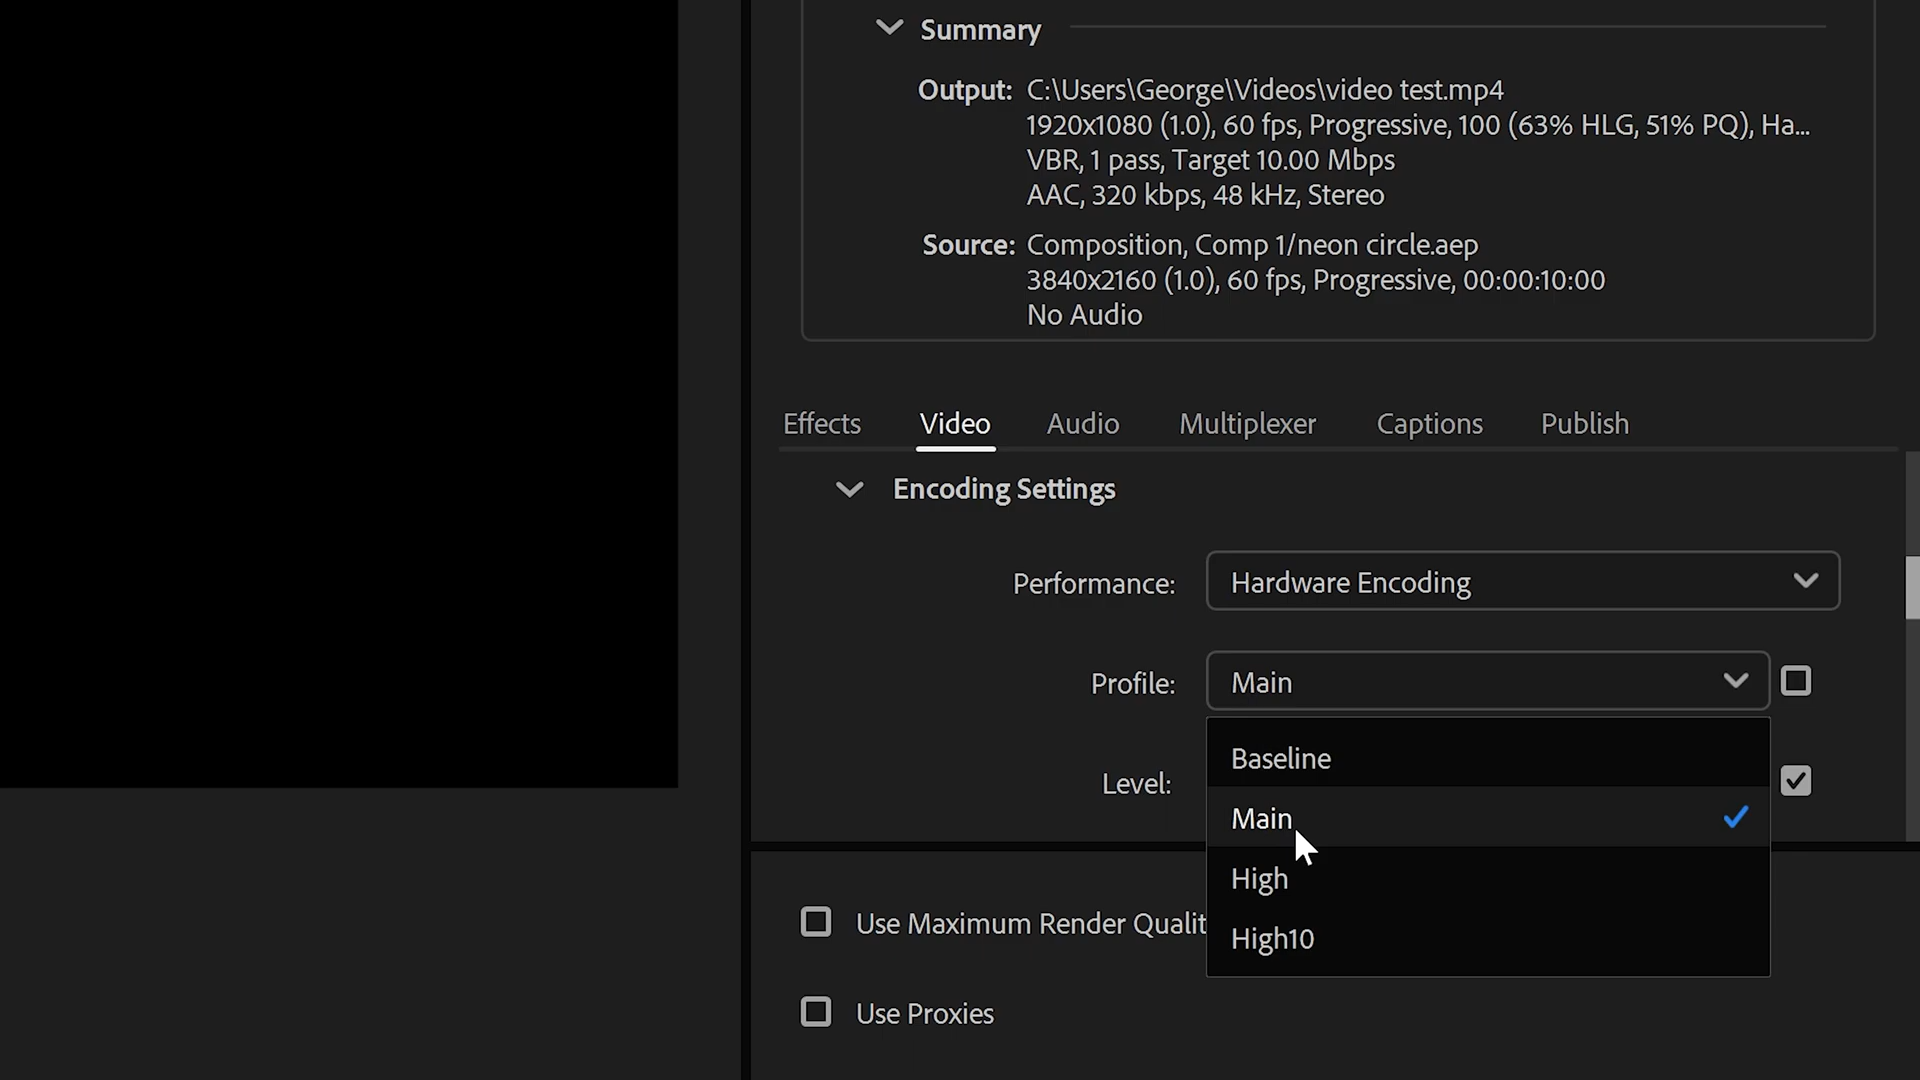 Summary
Output: C:\Users\George\Videos\video test.mp4
1920x1080 (1.0), 60 fps, Progressive, 100 (63% HLG, 51% PQ), Ha...
VBR, 1 pass, Target 10.00 Mbps
AAC, 320 kbps, 48 kHz, Stereo
Source: Composition, Comp 1/neon circle.aep
3840x2160 (1.0), 60 fps, Progressive, 00:00:10:00
No Audio
Effects Video Audio Multiplexer Captions Publish
Encoding Settings
Performance: Hardware Encoding
Profile: Main
Baseline
Level:
Main
High
Use Maximum Render Qualit
High10
Use Proxies